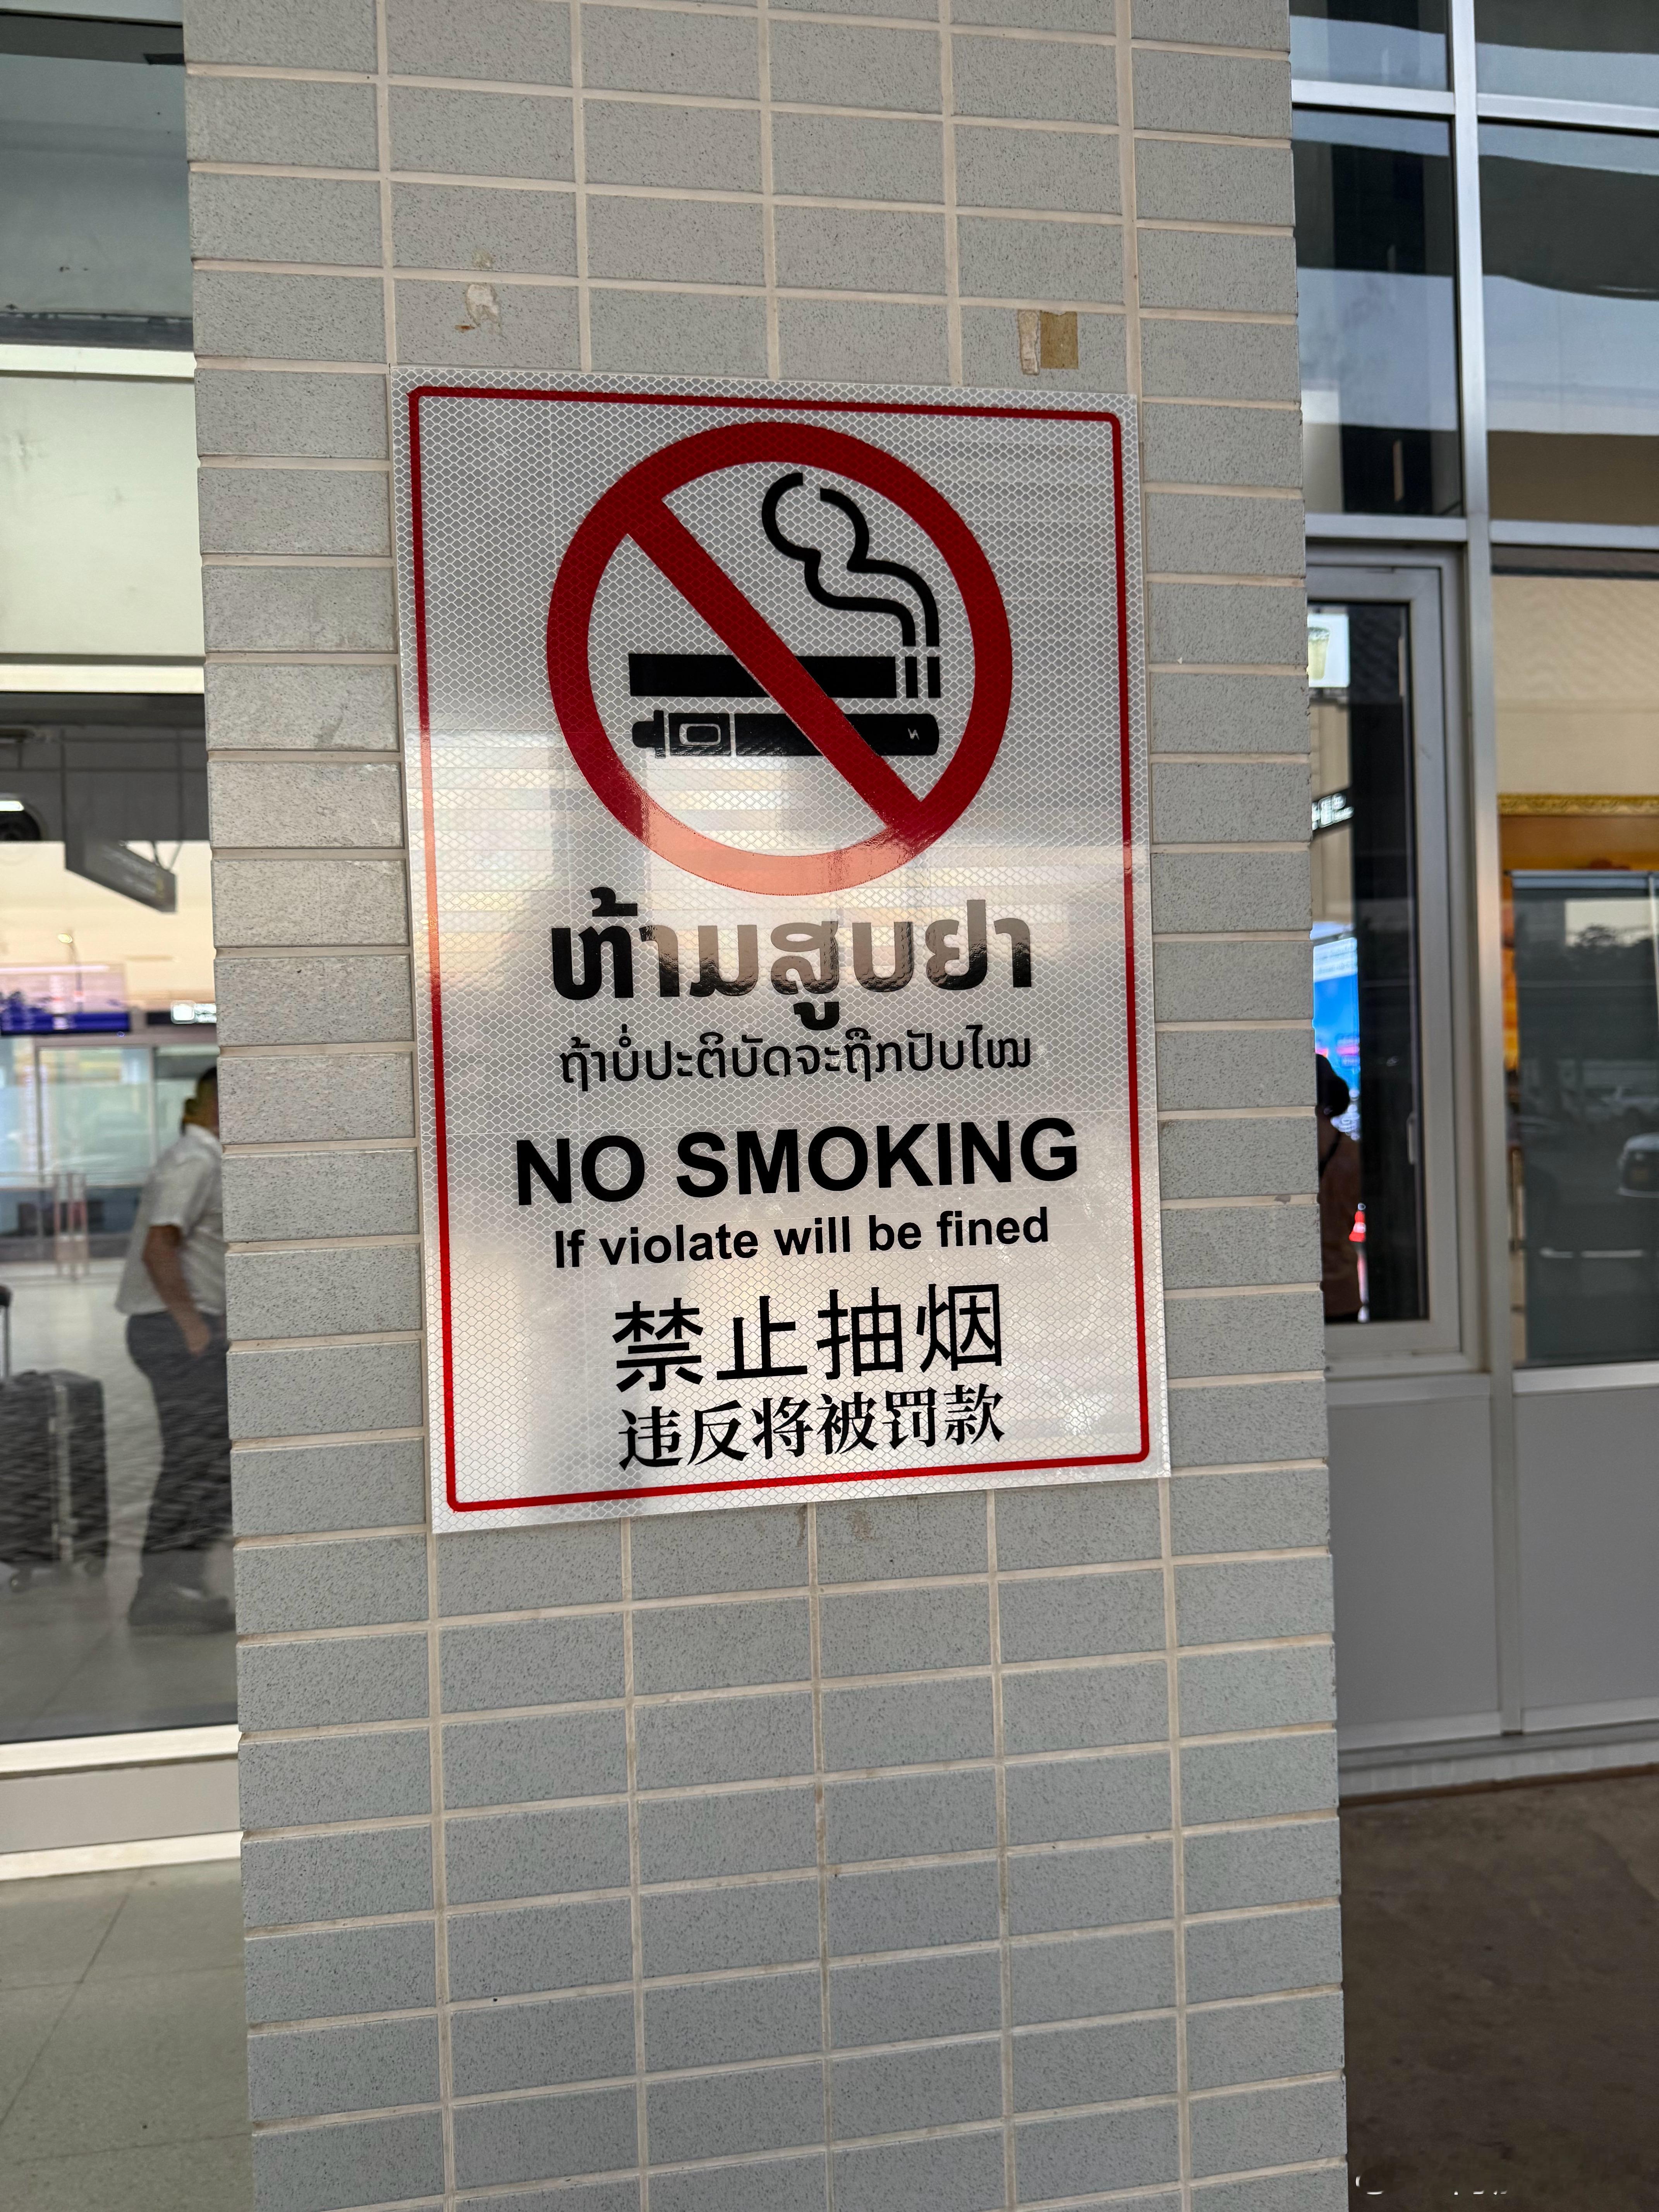 ຫ້າມສູບຢາ
ຖ້າບໍ່ປະຕິບັດຈະຖືກປັບໄໝ
NO SMOKING
If violate will be fined
禁止抽烟
违反将被罚款